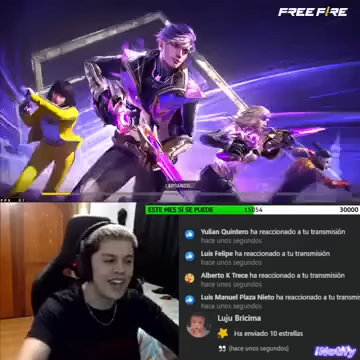 FREE FIRE
ESTE MES SI SE PUEDE
30000
Yulian Quintero ha reaccionado a tu transmisión
hace unos segundos
Luis Felipe ha reaccionado a tu transmisión
hace unos segundos
Alberto K Trece ha reaccionado a tu transmisión
hace unos segundos
Luis Manuel Plaza Nieto ha reaccionado a tu transmisión
hace unos segundos
Luju Bricima
Ha enviado 10 estrellas
(hace unos segundos)
iNotify